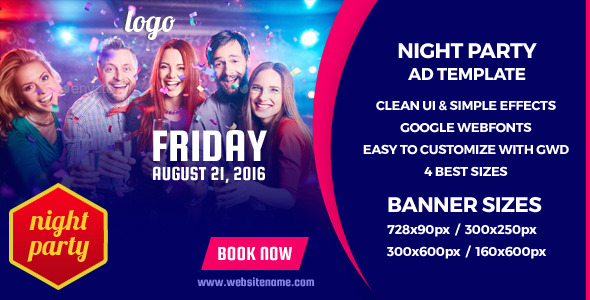 logo
FRIDAY
AUGUST 21, 2016
night
party
BOOK NOW
www.websitename.com
NIGHT PARTY
AD TEMPLATE
CLEAN UI & SIMPLE EFFECTS
GOOGLE WEBFONTS
EASY TO CUSTOMIZE WITH GWD
4 BEST SIZES
BANNER SIZES
728x90px / 300x250px
300x600px / 160x600px